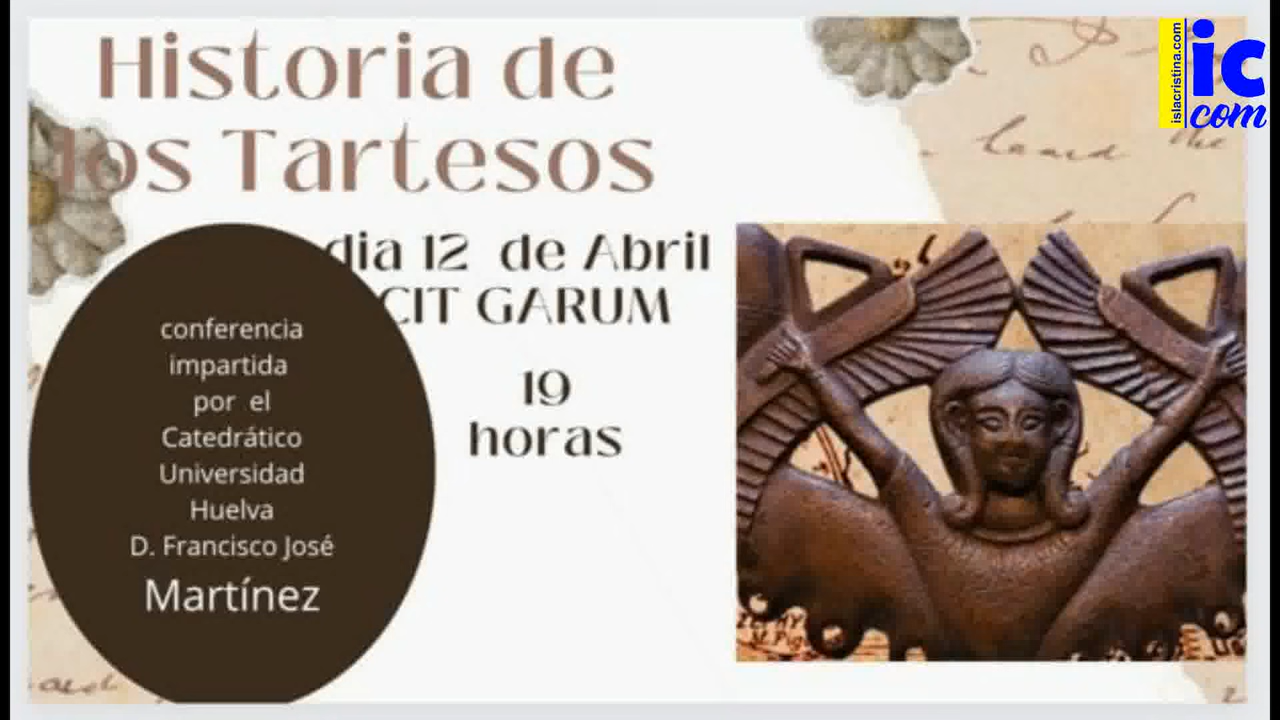 Historia de
los Tartesos
dia 12 de Abril
CIT GARUM
19
horas
conferencia
impartida
por el
Catedrático
Universidad
Huelva
D. Francisco José
Martínez
islacristina.com
ic
com